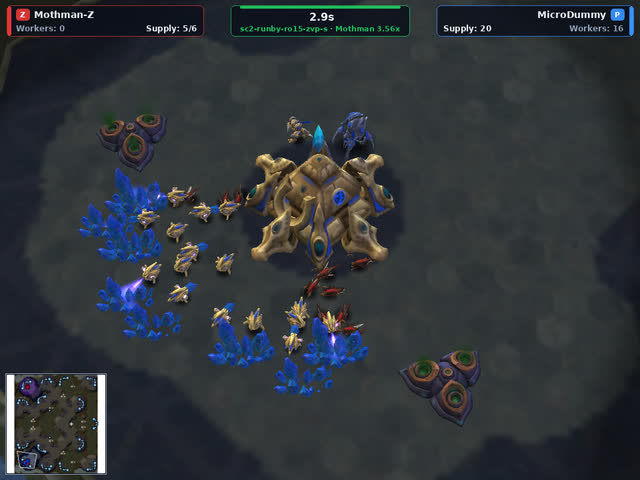 Z Mothman-Z
Workers: 0 Supply: 5/6
2.9s
sc2-runby-ro15-zvp-s · Mothman 3.56x
MicroDummy P
Supply: 20 Workers: 16